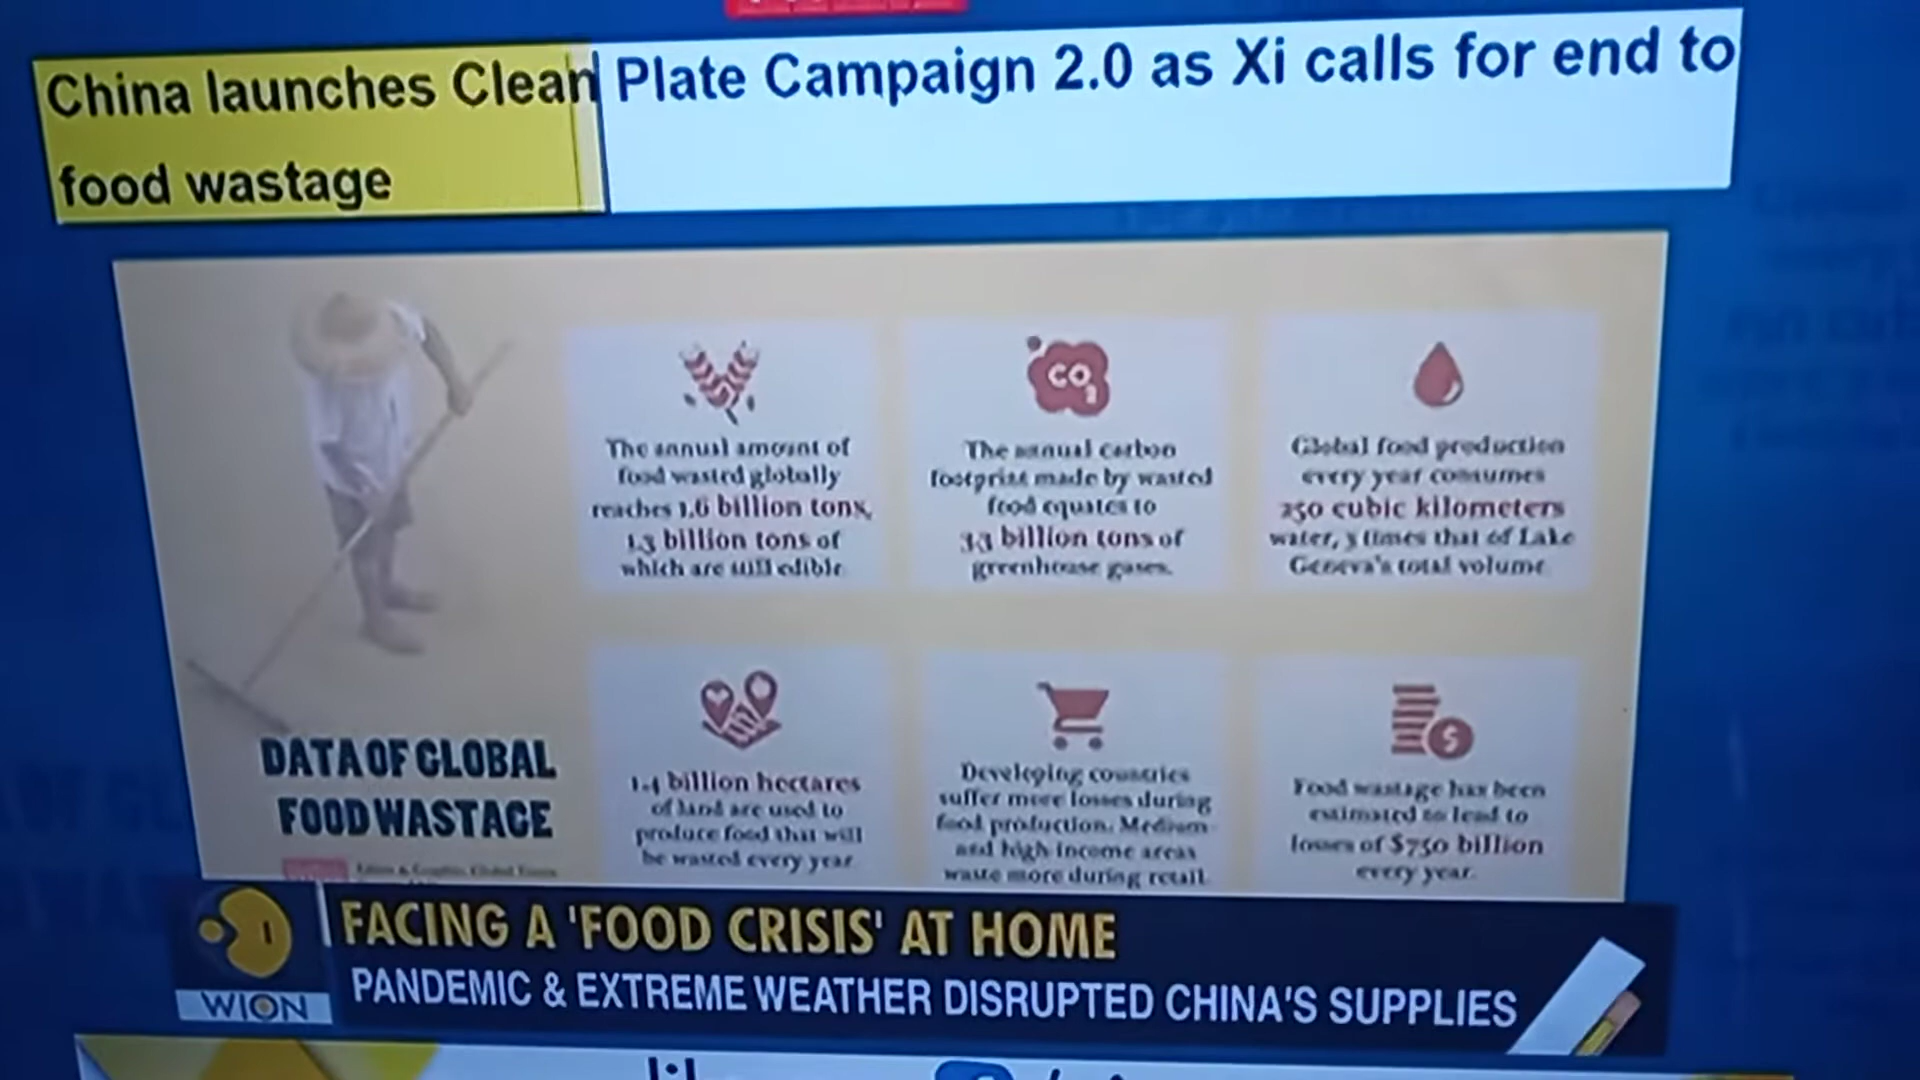 China launches Clean Plate Campaign 2.0 as Xi calls for end to
food wastage
The annual amount of
food wasted globally
reaches 1.6 billion tons,
1.3 billion tons of
which are still edible
CO2
The annual carbon
footprint made by wasted
food equates to
3.3 billion tons of
greenhouse gases.
Global food production
every year consumes
250 cubic kilometers
water, 3 times that of Lake
Geneva's total volume
DATA OF GLOBAL
FOOD WASTAGE
1.4 billion hectares
of land are used to
produce food that will
be wasted every year
Developing countries
suffer more losses during
food production. Medium
and high-income areas
waste more during retail
$
Food wastage has been
estimated to lead to
losses of $750 billion
every year
FACING A 'FOOD CRISIS' AT HOME
PANDEMIC & EXTREME WEATHER DISRUPTED CHINA'S SUPPLIES
WION